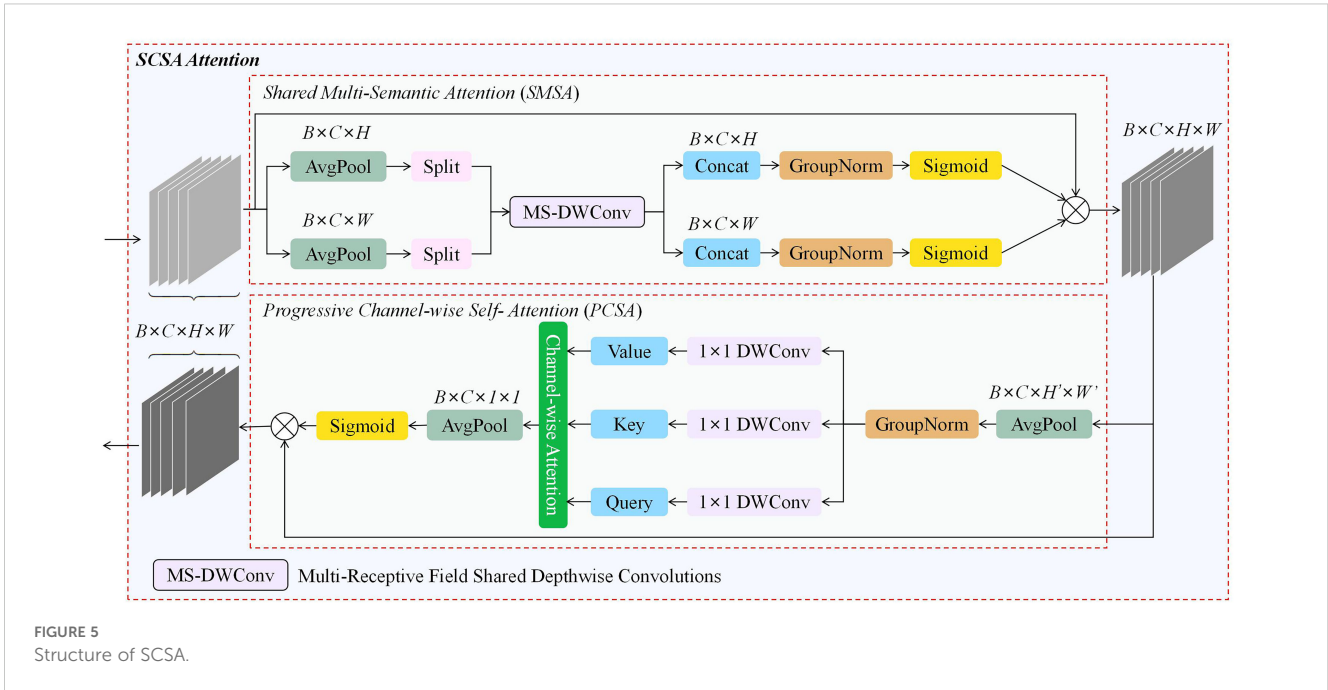 SCSA Attention
Shared Multi-Semantic Attention (SMSA)
B×C×H
AvgPool
Split
B×C×W
AvgPool
Split
MS-DWConv
B×C×H
Concat
GroupNorm
Sigmoid
B×C×W
Concat
GroupNorm
Sigmoid
B×C×H×W
B×C×H×W
Progressive Channel-wise Self- Attention (PCSA)
Sigmoid
B×C×1×1
AvgPool
Channel-wise Attention
Value
1×1 DWConv
Key
1×1 DWConv
Query
1×1 DWConv
GroupNorm
B×C×H'×W'
AvgPool
MS-DWConv
Multi-Receptive Field Shared Depthwise Convolutions
FIGURE 5
Structure of SCSA.